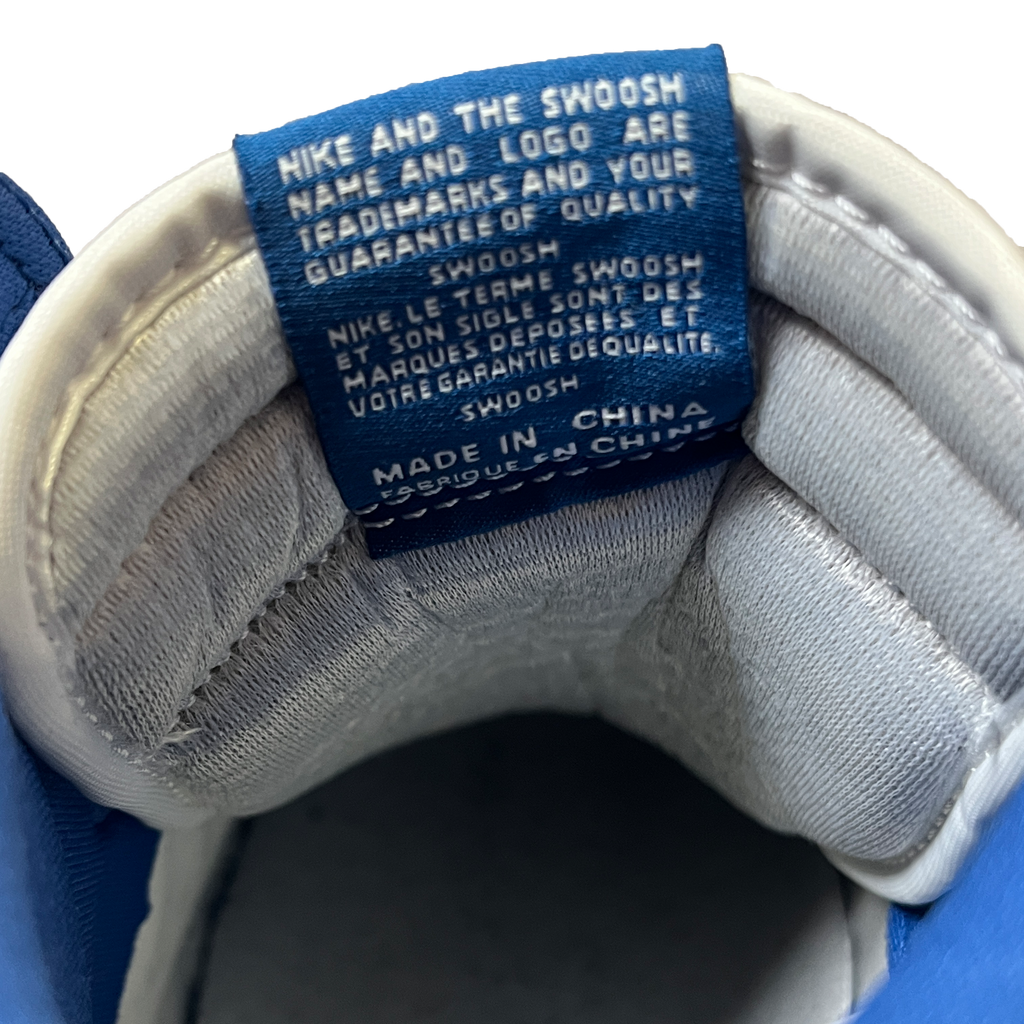 NIKE AND THE SWOOSH
NAME AND LOGO ARE
TRADEMARKS AND YOUR
GUARANTEE OF QUALITY
SWOOSH
NIKE. LE TERME SWOOSH
ET SON SIGLE SONT DES
MARQUES DEPOSEES ET
VOTRE GARANTIE DE QUALITE.
SWOOSH
MADE IN CHINA
FABRIQUE EN CHINE